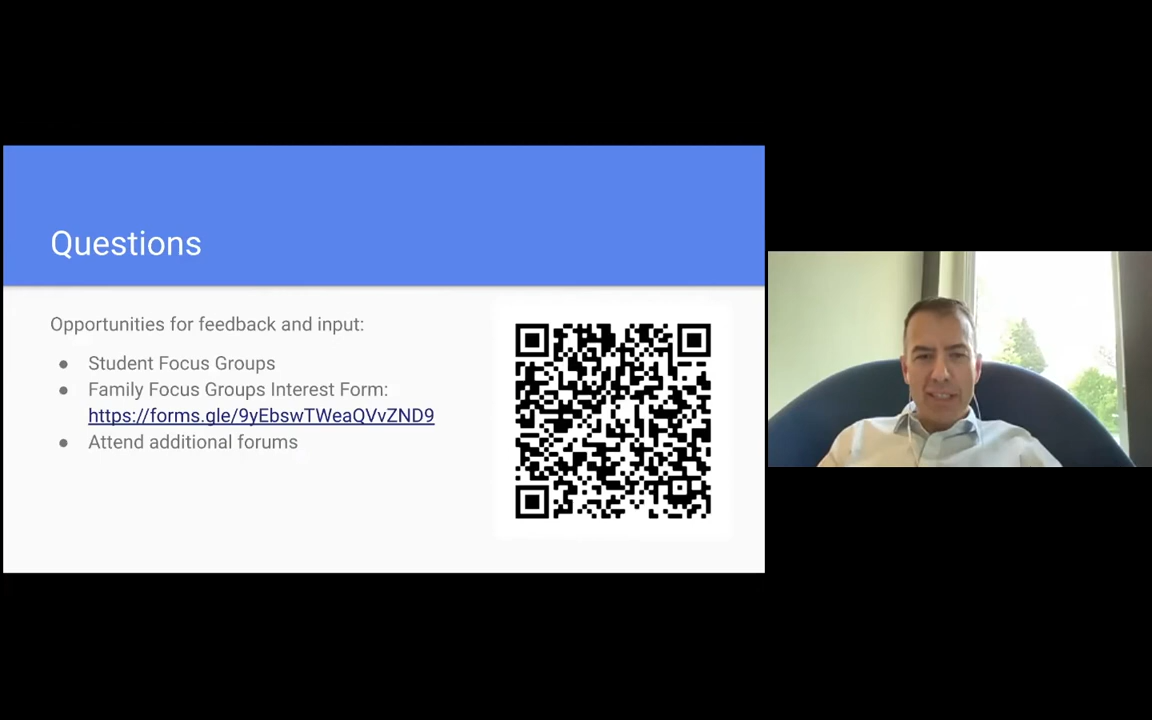 Questions
Opportunities for feedback and input:
● Student Focus Groups
● Family Focus Groups Interest Form:
https://forms.gle/9yEbswTWeaQVvZND9
● Attend additional forums